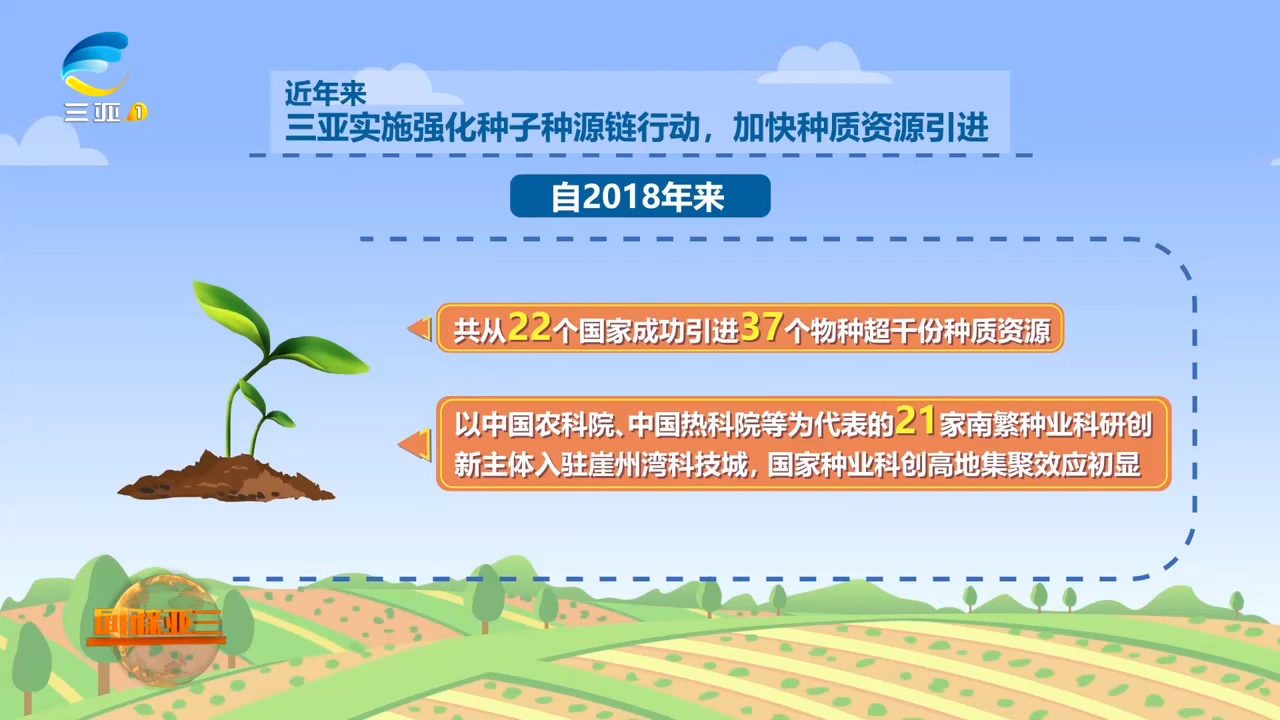 三亚1
近年来
三亚实施强化种子种源链行动，加快种质资源引进
自2018年来
共从22个国家成功引进37个物种超千份种质资源
以中国农科院、中国热科院等为代表的21家南繁种业科研创
新主体入驻崖州湾科技城，国家种业科创高地集聚效应初显